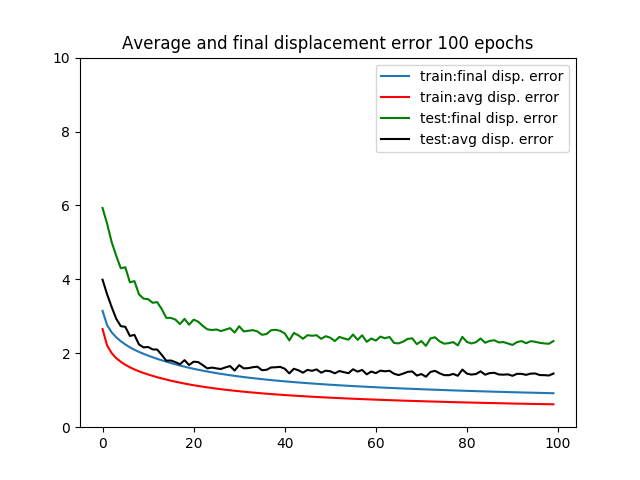 Average and final displacement error 100 epochs
10
8
6
4
2
0
train:final disp. error
train:avg disp. error
test:final disp. error
test:avg disp. error
0 20 40 60 80 100